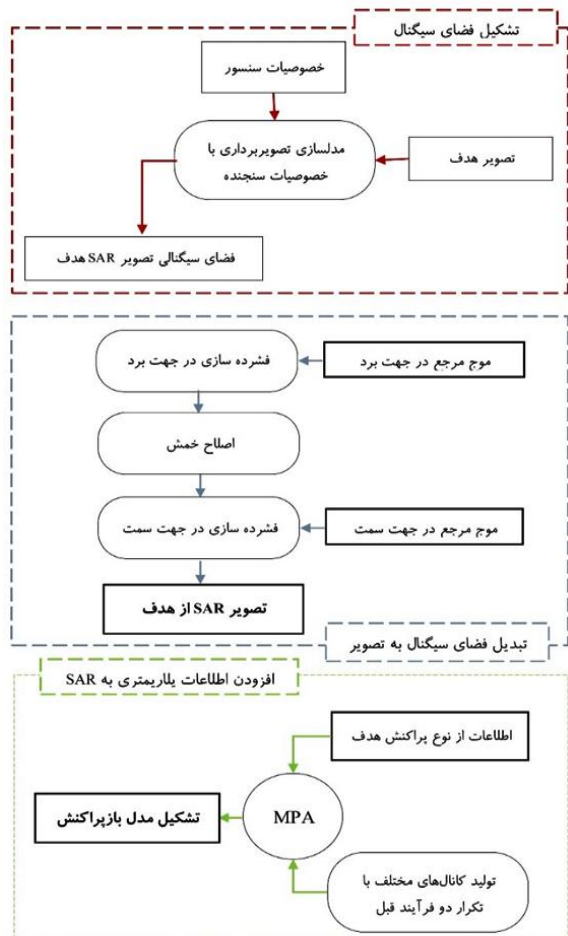 تشکیل فضای سیگنال
خصوصیات سنسور
مدلسازی تصویربرداری با
خصوصیات سنجنده
تصویر هدف
فضای سیگنالی تصویر SAR هدف
فشرده سازی در جهت برد
موج مرجع در جهت برد
اصلاح خمش
فشرده سازی در جهت سمت
موج مرجع در جهت سمت
تصویر SAR از هدف
تبدیل فضای سیگنال به تصویر
افزودن اطلاعات پلاریمتری به SAR
اطلاعات از نوع پراکنش هدف
MPA
تشکیل مدل بازپراکنش
تولید کانال‌های مختلف با
تکرار دو فرآیند قبل